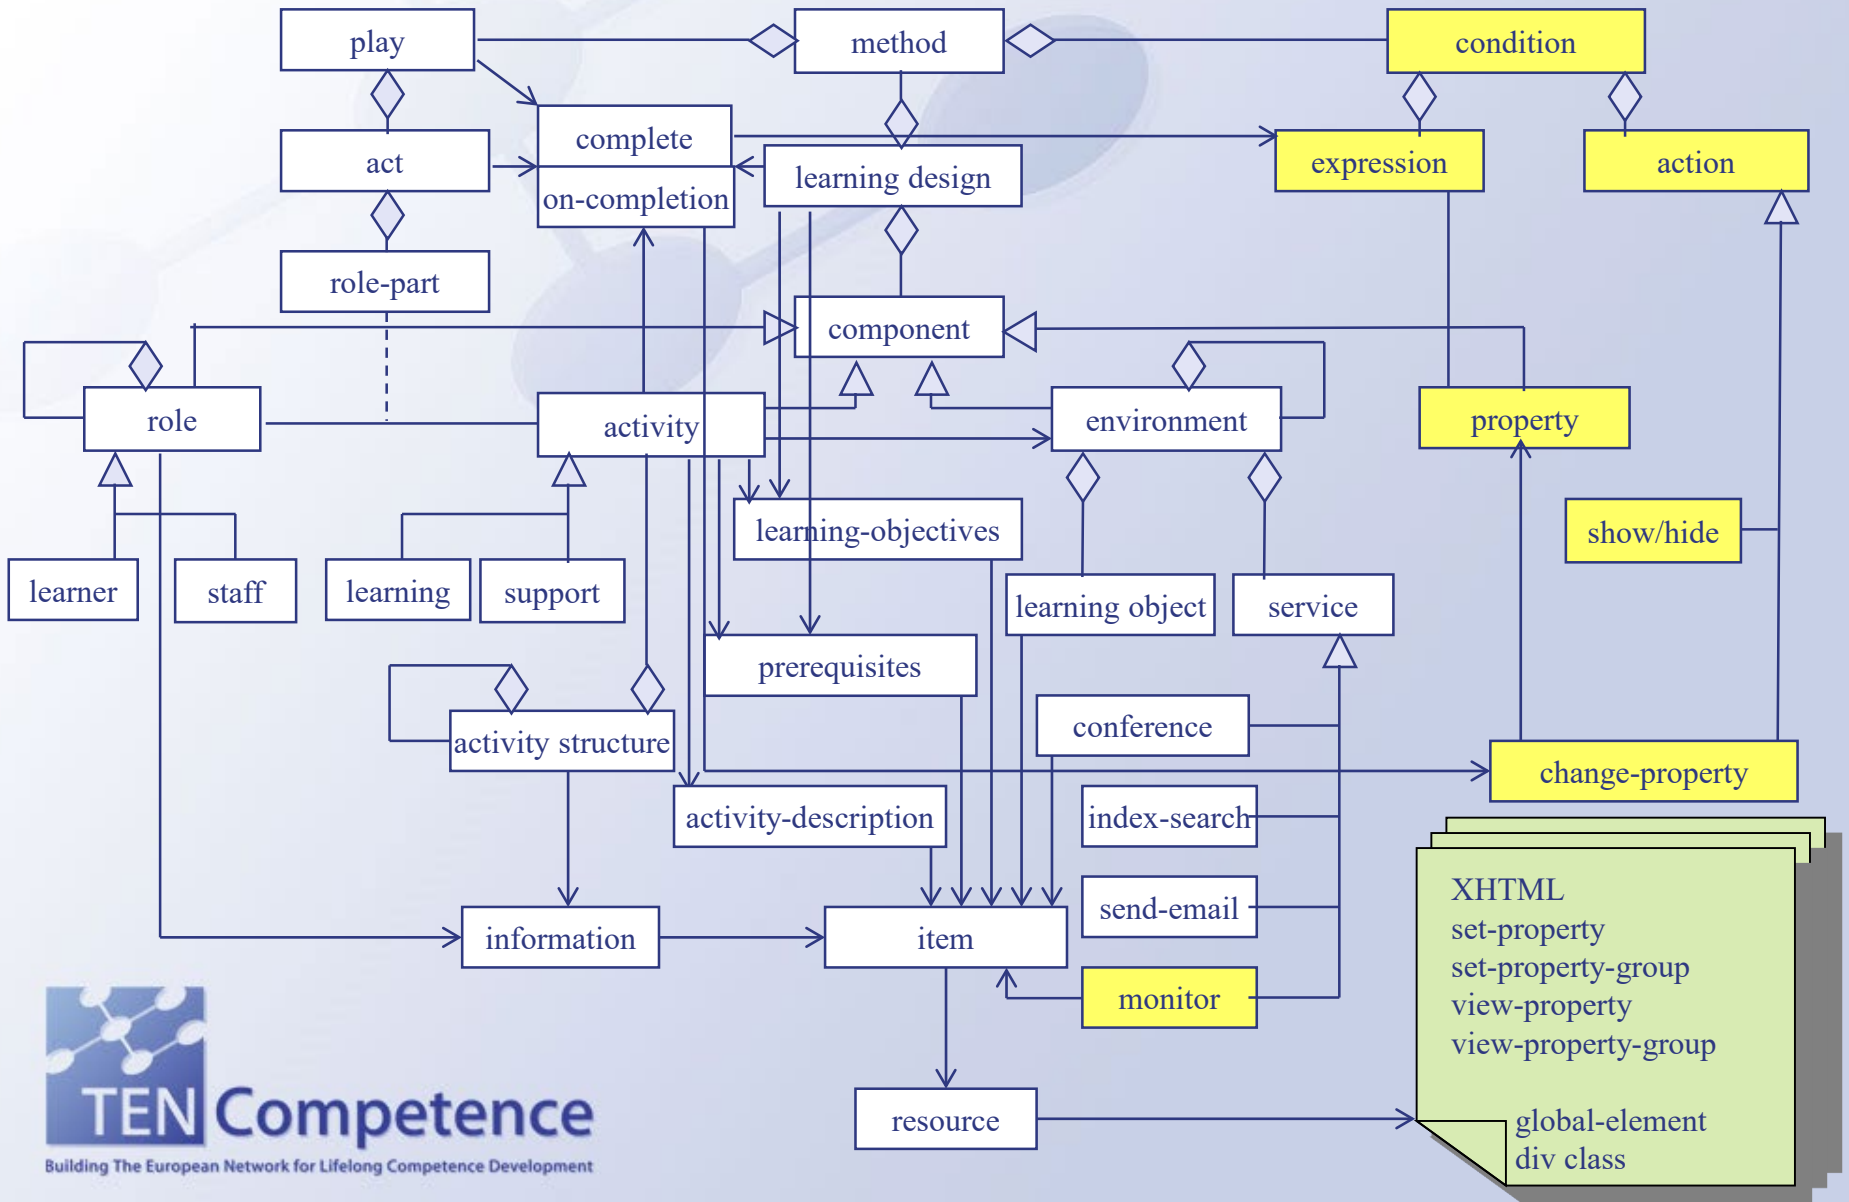 play
method
condition
complete
act
learning design
expression
action
on-completion
role-part
component
role
activity
environment
property
learning-objectives
show/hide
learner
staff
learning
support
learning object
service
prerequisites
conference
activity structure
change-property
activity-description
index-search
send-email
information
item
monitor
resource
XHTML
set-property
set-property-group
view-property
view-property-group
global-element
div class
TEN Competence
Building The European Network for Lifelong Competence Development